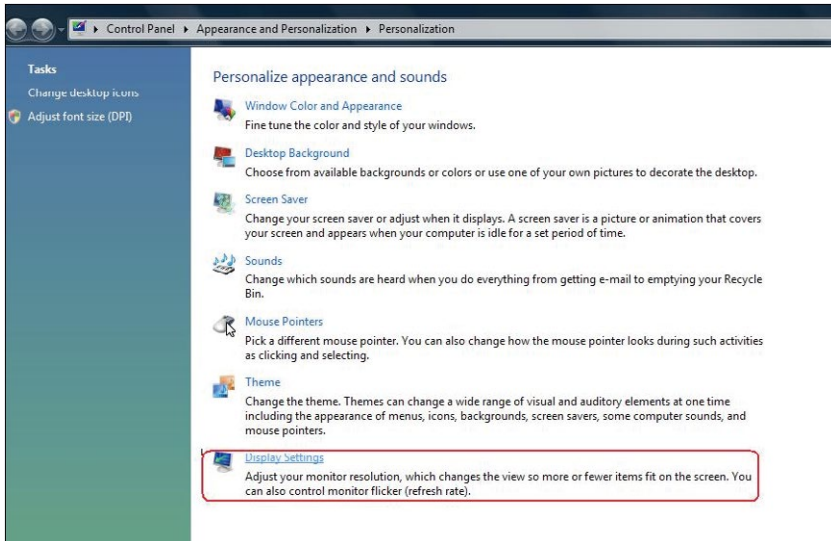 Control Panel ▸ Appearance and Personalization ▸ Personalization
Tasks
Change desktop icons
Adjust font size (DPI)
Personalize appearance and sounds
Window Color and Appearance
Fine tune the color and style of your windows.
Desktop Background
Choose from available backgrounds or colors or use one of your own pictures to decorate the desktop.
Screen Saver
Change your screen saver or adjust when it displays. A screen saver is a picture or animation that covers
your screen and appears when your computer is idle for a set period of time.
Sounds
Change which sounds are heard when you do everything from getting e-mail to emptying your Recycle
Bin.
Mouse Pointers
Pick a different mouse pointer. You can also change how the mouse pointer looks during such activities
as clicking and selecting.
Theme
Change the theme. Themes can change a wide range of visual and auditory elements at one time
including the appearance of menus, icons, backgrounds, screen savers, some computer sounds, and
mouse pointers.
Display Settings
Adjust your monitor resolution, which changes the view so more or fewer items fit on the screen. You
can also control monitor flicker (refresh rate).